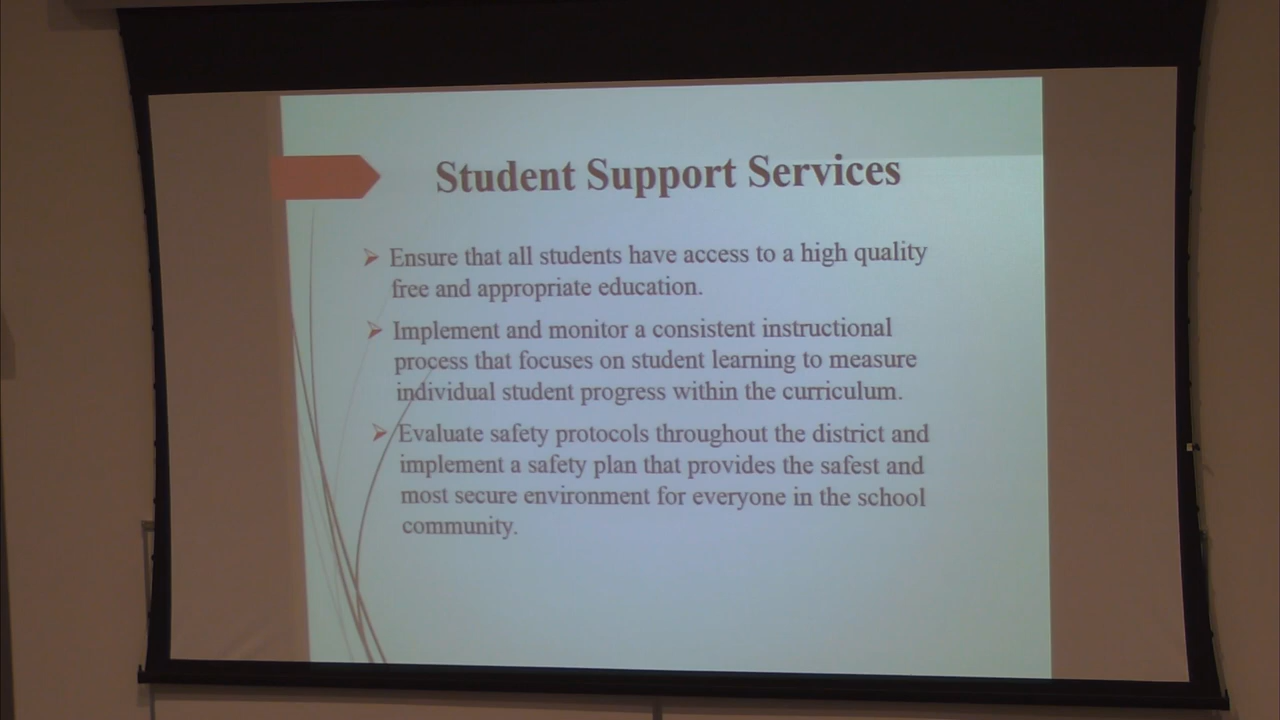 Student Support Services
Ensure that all students have access to a high quality
free and appropriate education.
Implement and monitor a consistent instructional
process that focuses on student learning to measure
individual student progress within the curriculum.
Evaluate safety protocols throughout the district and
implement a safety plan that provides the safest and
most secure environment for everyone in the school
community.